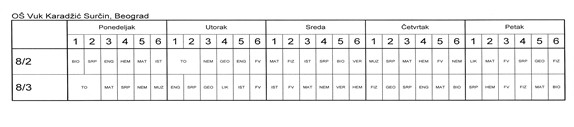 OŠ Vuk Karadžić Surčin, Beograd
Ponedeljak Utorak Sreda Četvrtak Petak
1 2 3 4 5 6 1 2 3 4 5 6 1 2 3 4 5 6 1 2 3 4 5 6 1 2 3 4 5 6
8/2 BIO SRP ENG HEM MAT IST TO NEM GEO ENG FV MAT FIZ IST SRP BIO VER MUZ SRP MAT HEM FV NEM LIK MAT SRP FV GEO FIZ
8/3 TO MAT SRP NEM MUZ ENG SRP GEO LIK IST FV IST FV MAT NEM VER HEM FIZ GEO ENG SRP MAT BIO SRP HEM FV FIZ MAT BIO